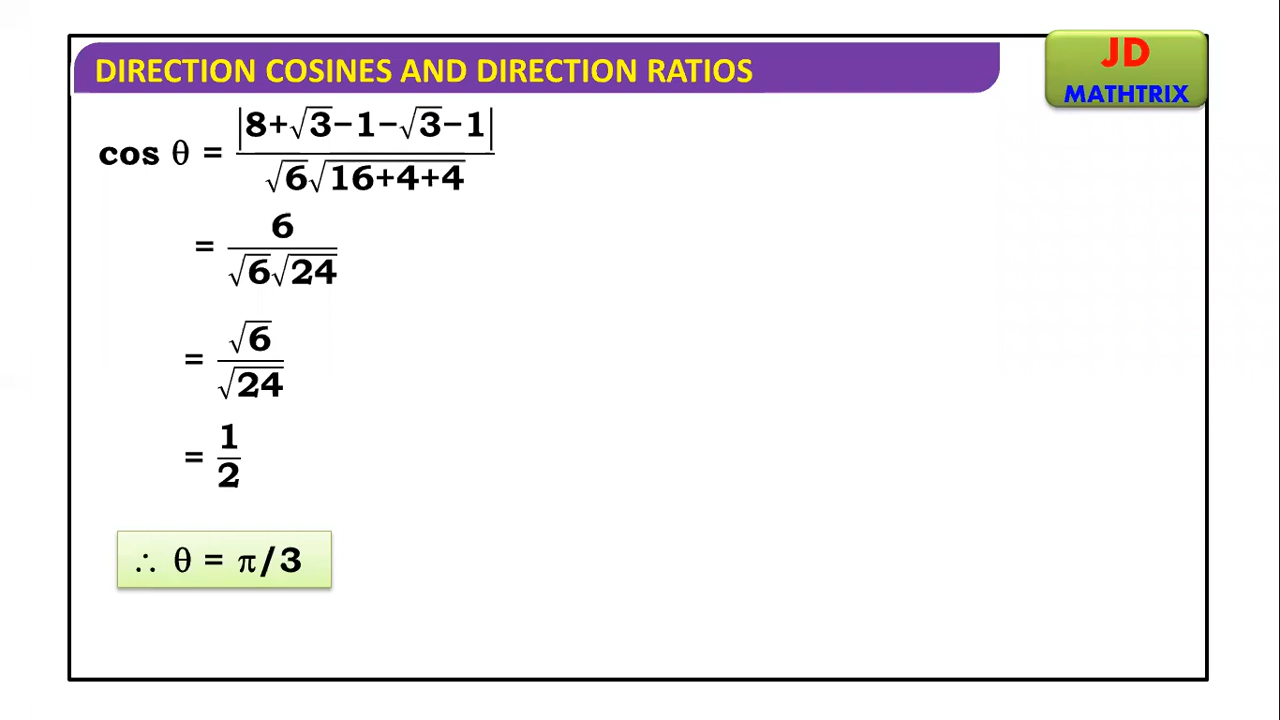 DIRECTION COSINES AND DIRECTION RATIOS
JD
MATHTRIX
cos θ = |8+√3−1−√3−1| / √6√16+4+4
= 6 / √6√24
= √6 / √24
= 1/2
∴ θ = π/3